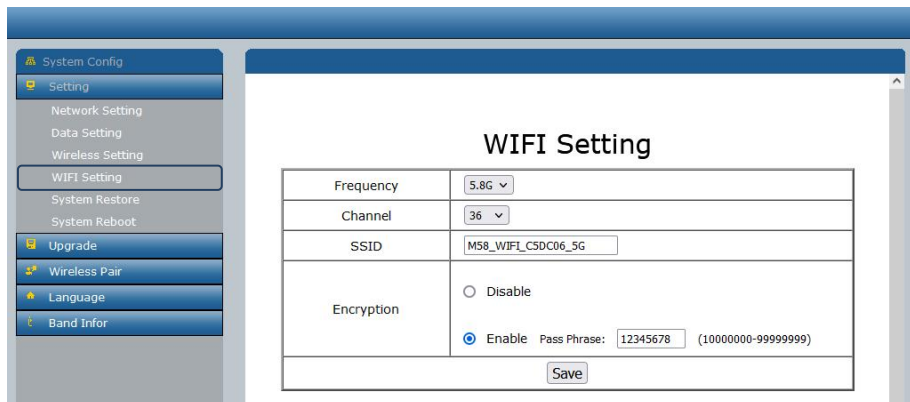 System Config
Setting
Network Setting
Data Setting
Wireless Setting
WIFI Setting
System Restore
System Reboot
Upgrade
Wireless Pair
Language
Band Infor
WIFI Setting
Frequency 5.8G
Channel 36
SSID M58_WIFI_C5DC06_5G
Encryption
Disable
Enable Pass Phrase: 12345678 (10000000-99999999)
Save